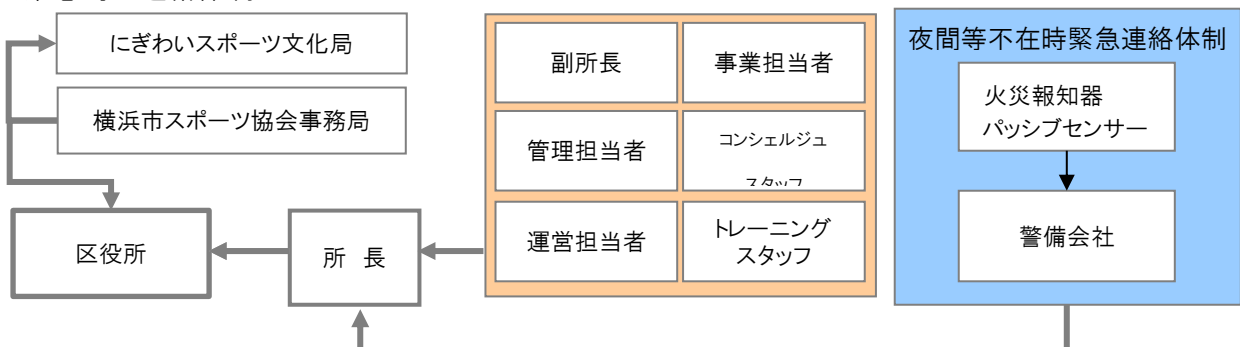 にぎわいスポーツ文化局
横浜市スポーツ協会事務局
区役所
所 長
副所長
事業担当者
管理担当者
コンシェルジュ
スタッフ
運営担当者
トレーニング
スタッフ
夜間等不在時緊急連絡体制
火災報知器
パッシブセンサー
警備会社